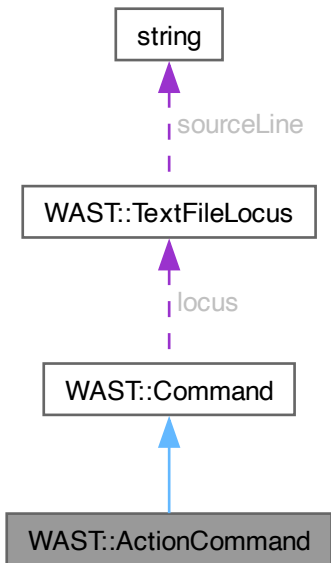 string
sourceLine
WAST::TextFileLocus
locus
WAST::Command
WAST::ActionCommand